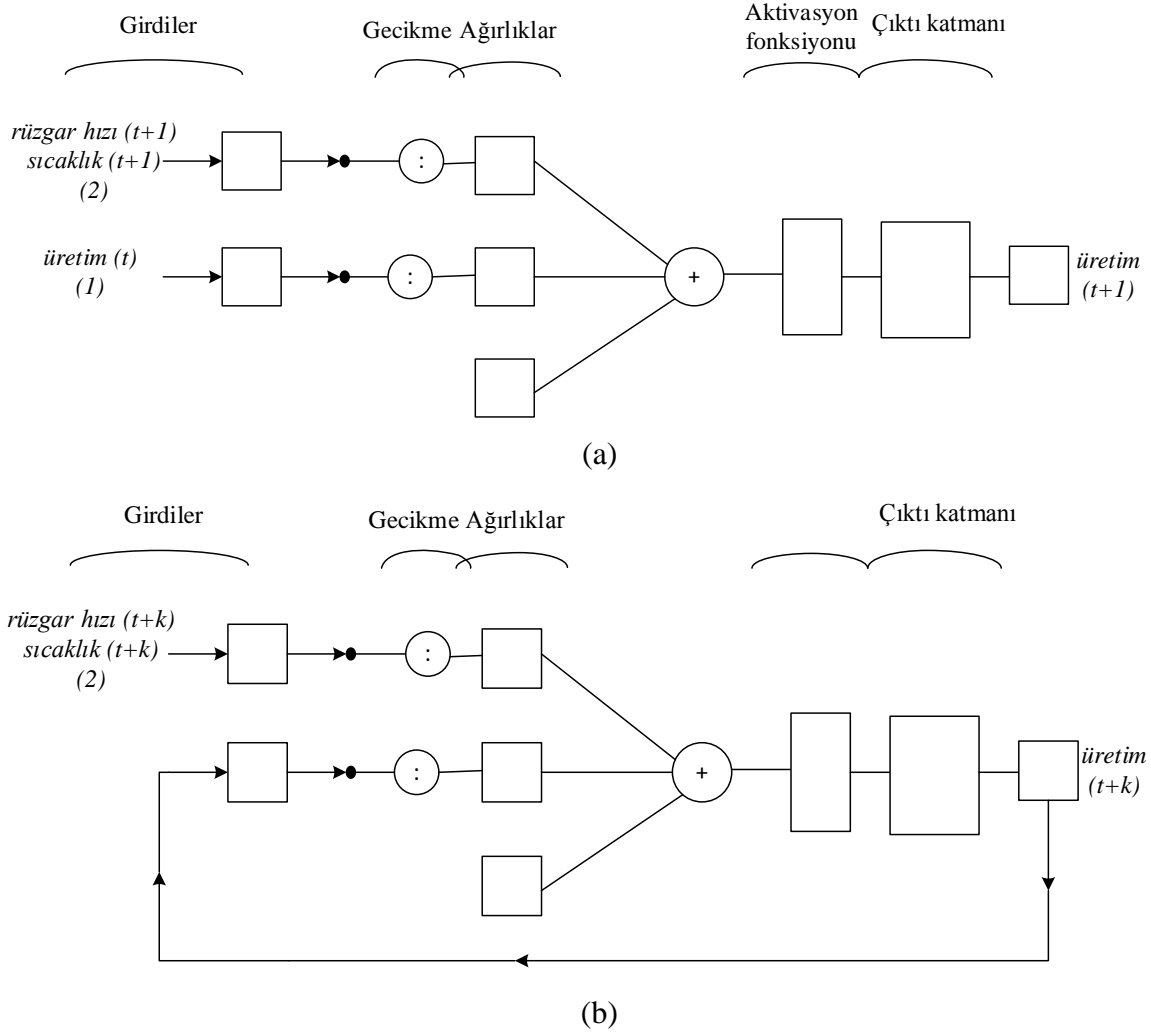 Girdiler
Gecikme Ağırlıklar
Aktivasyon
fonksiyonu
Çıktı katmanı
rüzgar hızı (t+1)
sıcaklık (t+1)
(2)
:
üretim (t)
(1)
:
+
üretim
(t+1)
(a)
Girdiler
Gecikme Ağırlıklar
Çıktı katmanı
rüzgar hızı (t+k)
sıcaklık (t+k)
(2)
:
:
+
üretim
(t+k)
(b)